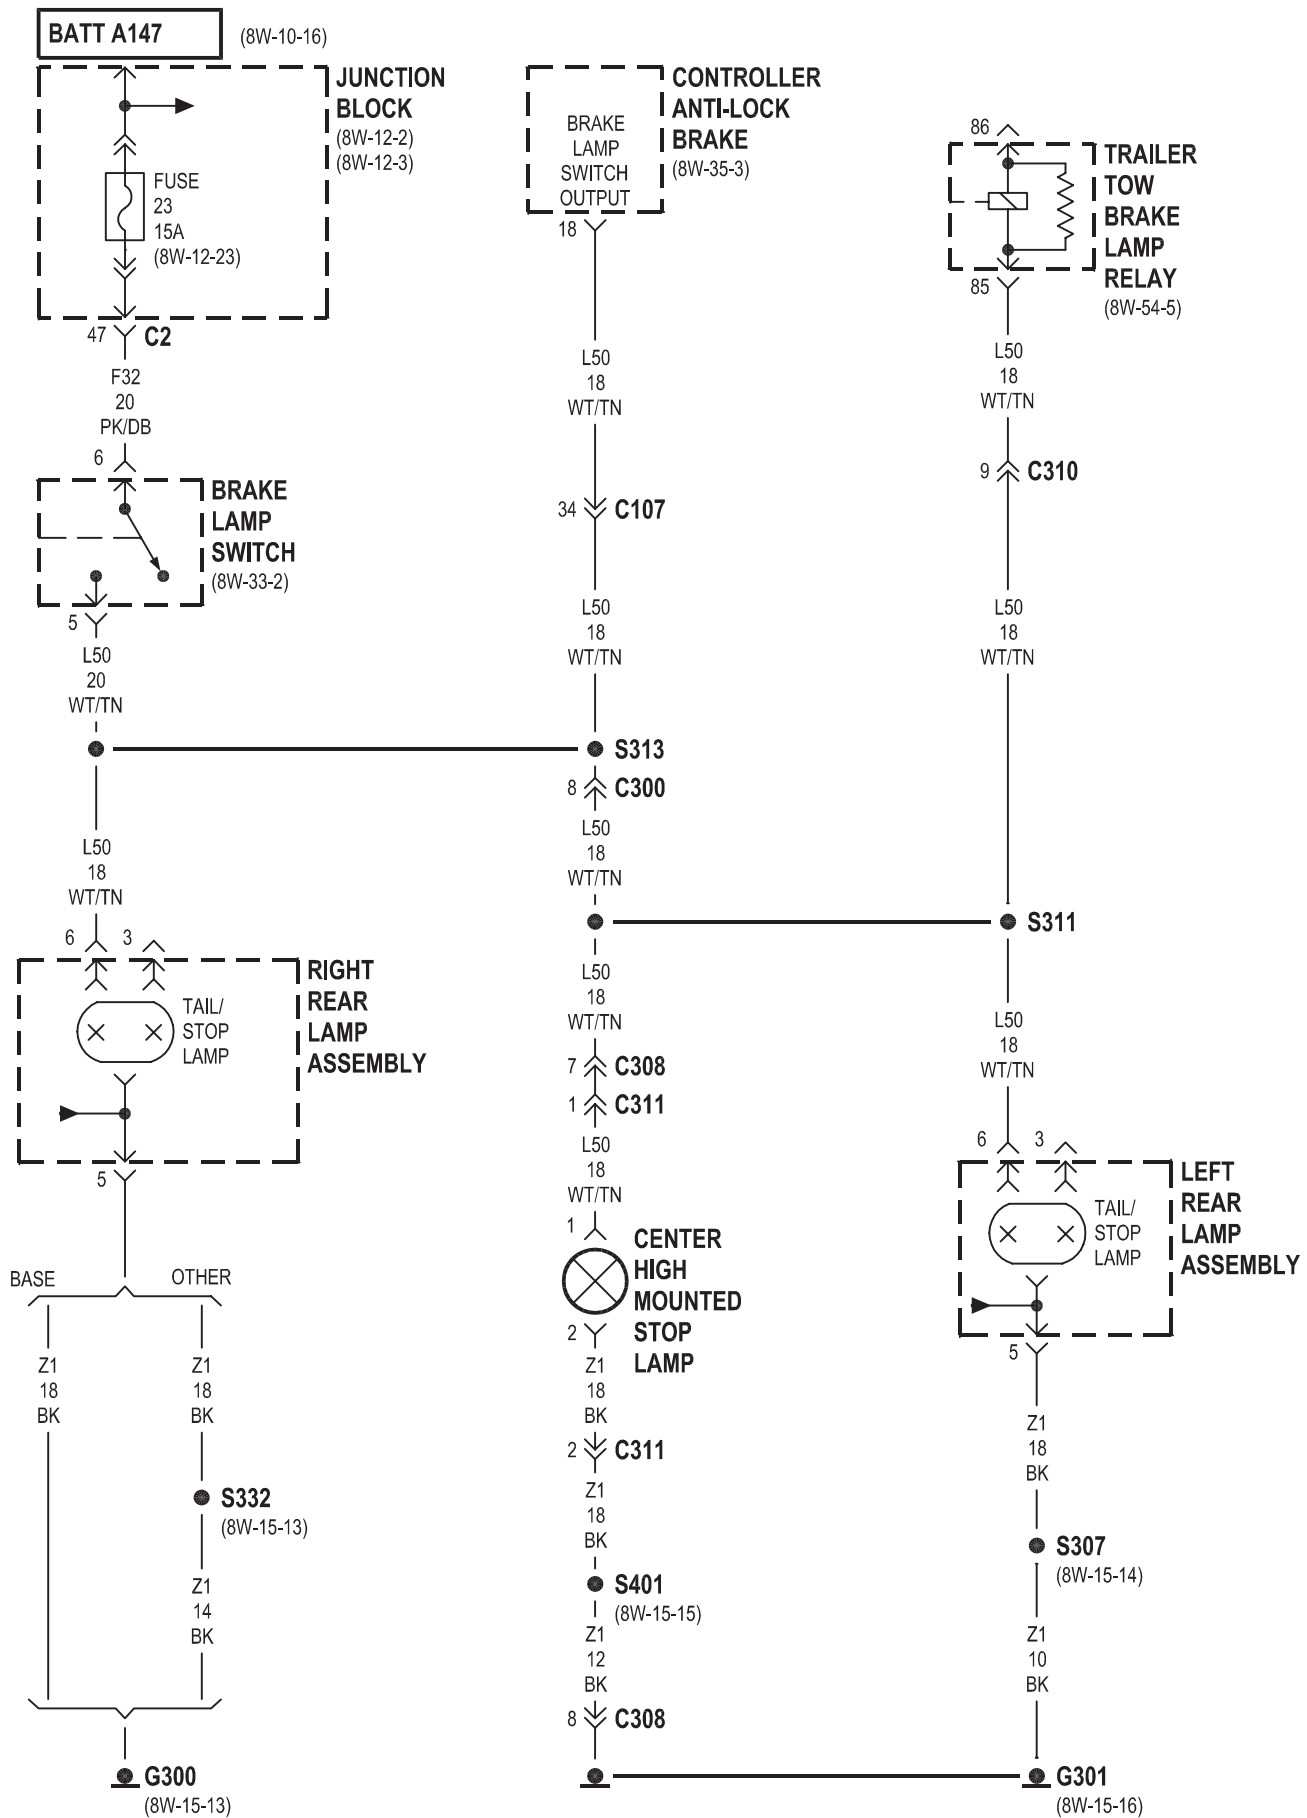 BATT A147
(8W-10-16)
JUNCTION
BLOCK
(8W-12-2)
(8W-12-3)
FUSE
23
15A
(8W-12-23)
47
C2
F32
20
PK/DB
6
BRAKE
LAMP
SWITCH
(8W-33-2)
5
L50
20
WT/TN
L50
18
WT/TN
6
3
RIGHT
REAR
LAMP
ASSEMBLY
TAIL/
STOP
LAMP
5
BASE
OTHER
Z1
18
BK
Z1
18
BK
S332
(8W-15-13)
Z1
14
BK
G300
(8W-15-13)
CONTROLLER
ANTI-LOCK
BRAKE
(8W-35-3)
BRAKE
LAMP
SWITCH
OUTPUT
18
L50
18
WT/TN
34
C107
L50
18
WT/TN
S313
8
C300
L50
18
WT/TN
L50
18
WT/TN
7
C308
1
C311
L50
18
WT/TN
1
CENTER
HIGH
MOUNTED
STOP
LAMP
2
Z1
18
BK
2
C311
Z1
18
BK
S401
(8W-15-15)
Z1
12
BK
8
C308
86
TRAILER
TOW
BRAKE
LAMP
RELAY
(8W-54-5)
85
L50
18
WT/TN
9
C310
L50
18
WT/TN
S311
L50
18
WT/TN
6
3
LEFT
REAR
LAMP
ASSEMBLY
TAIL/
STOP
LAMP
5
Z1
18
BK
S307
(8W-15-14)
Z1
10
BK
G301
(8W-15-16)